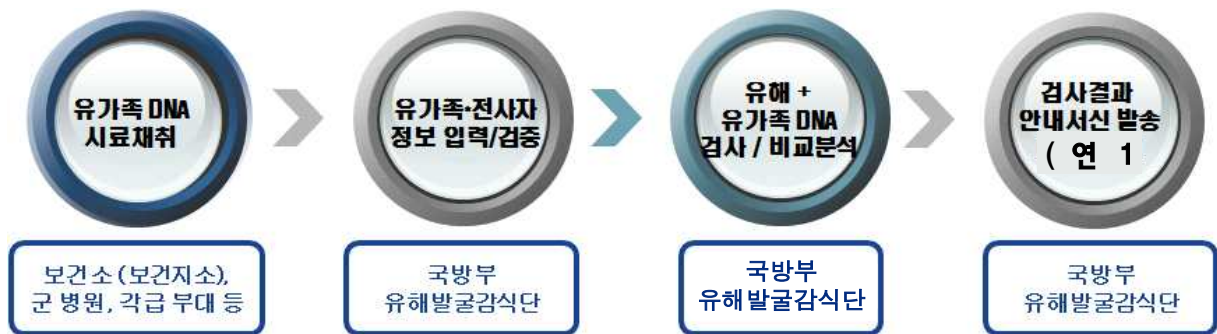 유가족 DNA
시료채취
유가족·전사자
정보 입력/검증
유해 +
유가족 DNA
검사 / 비교분석
검사결과
안내서신 발송
( 연 1
보건소 (보건지소),
군 병원, 각급 부대 등
국방부
유해발굴감식단
국방부
유해발굴감식단
국방부
유해발굴감식단